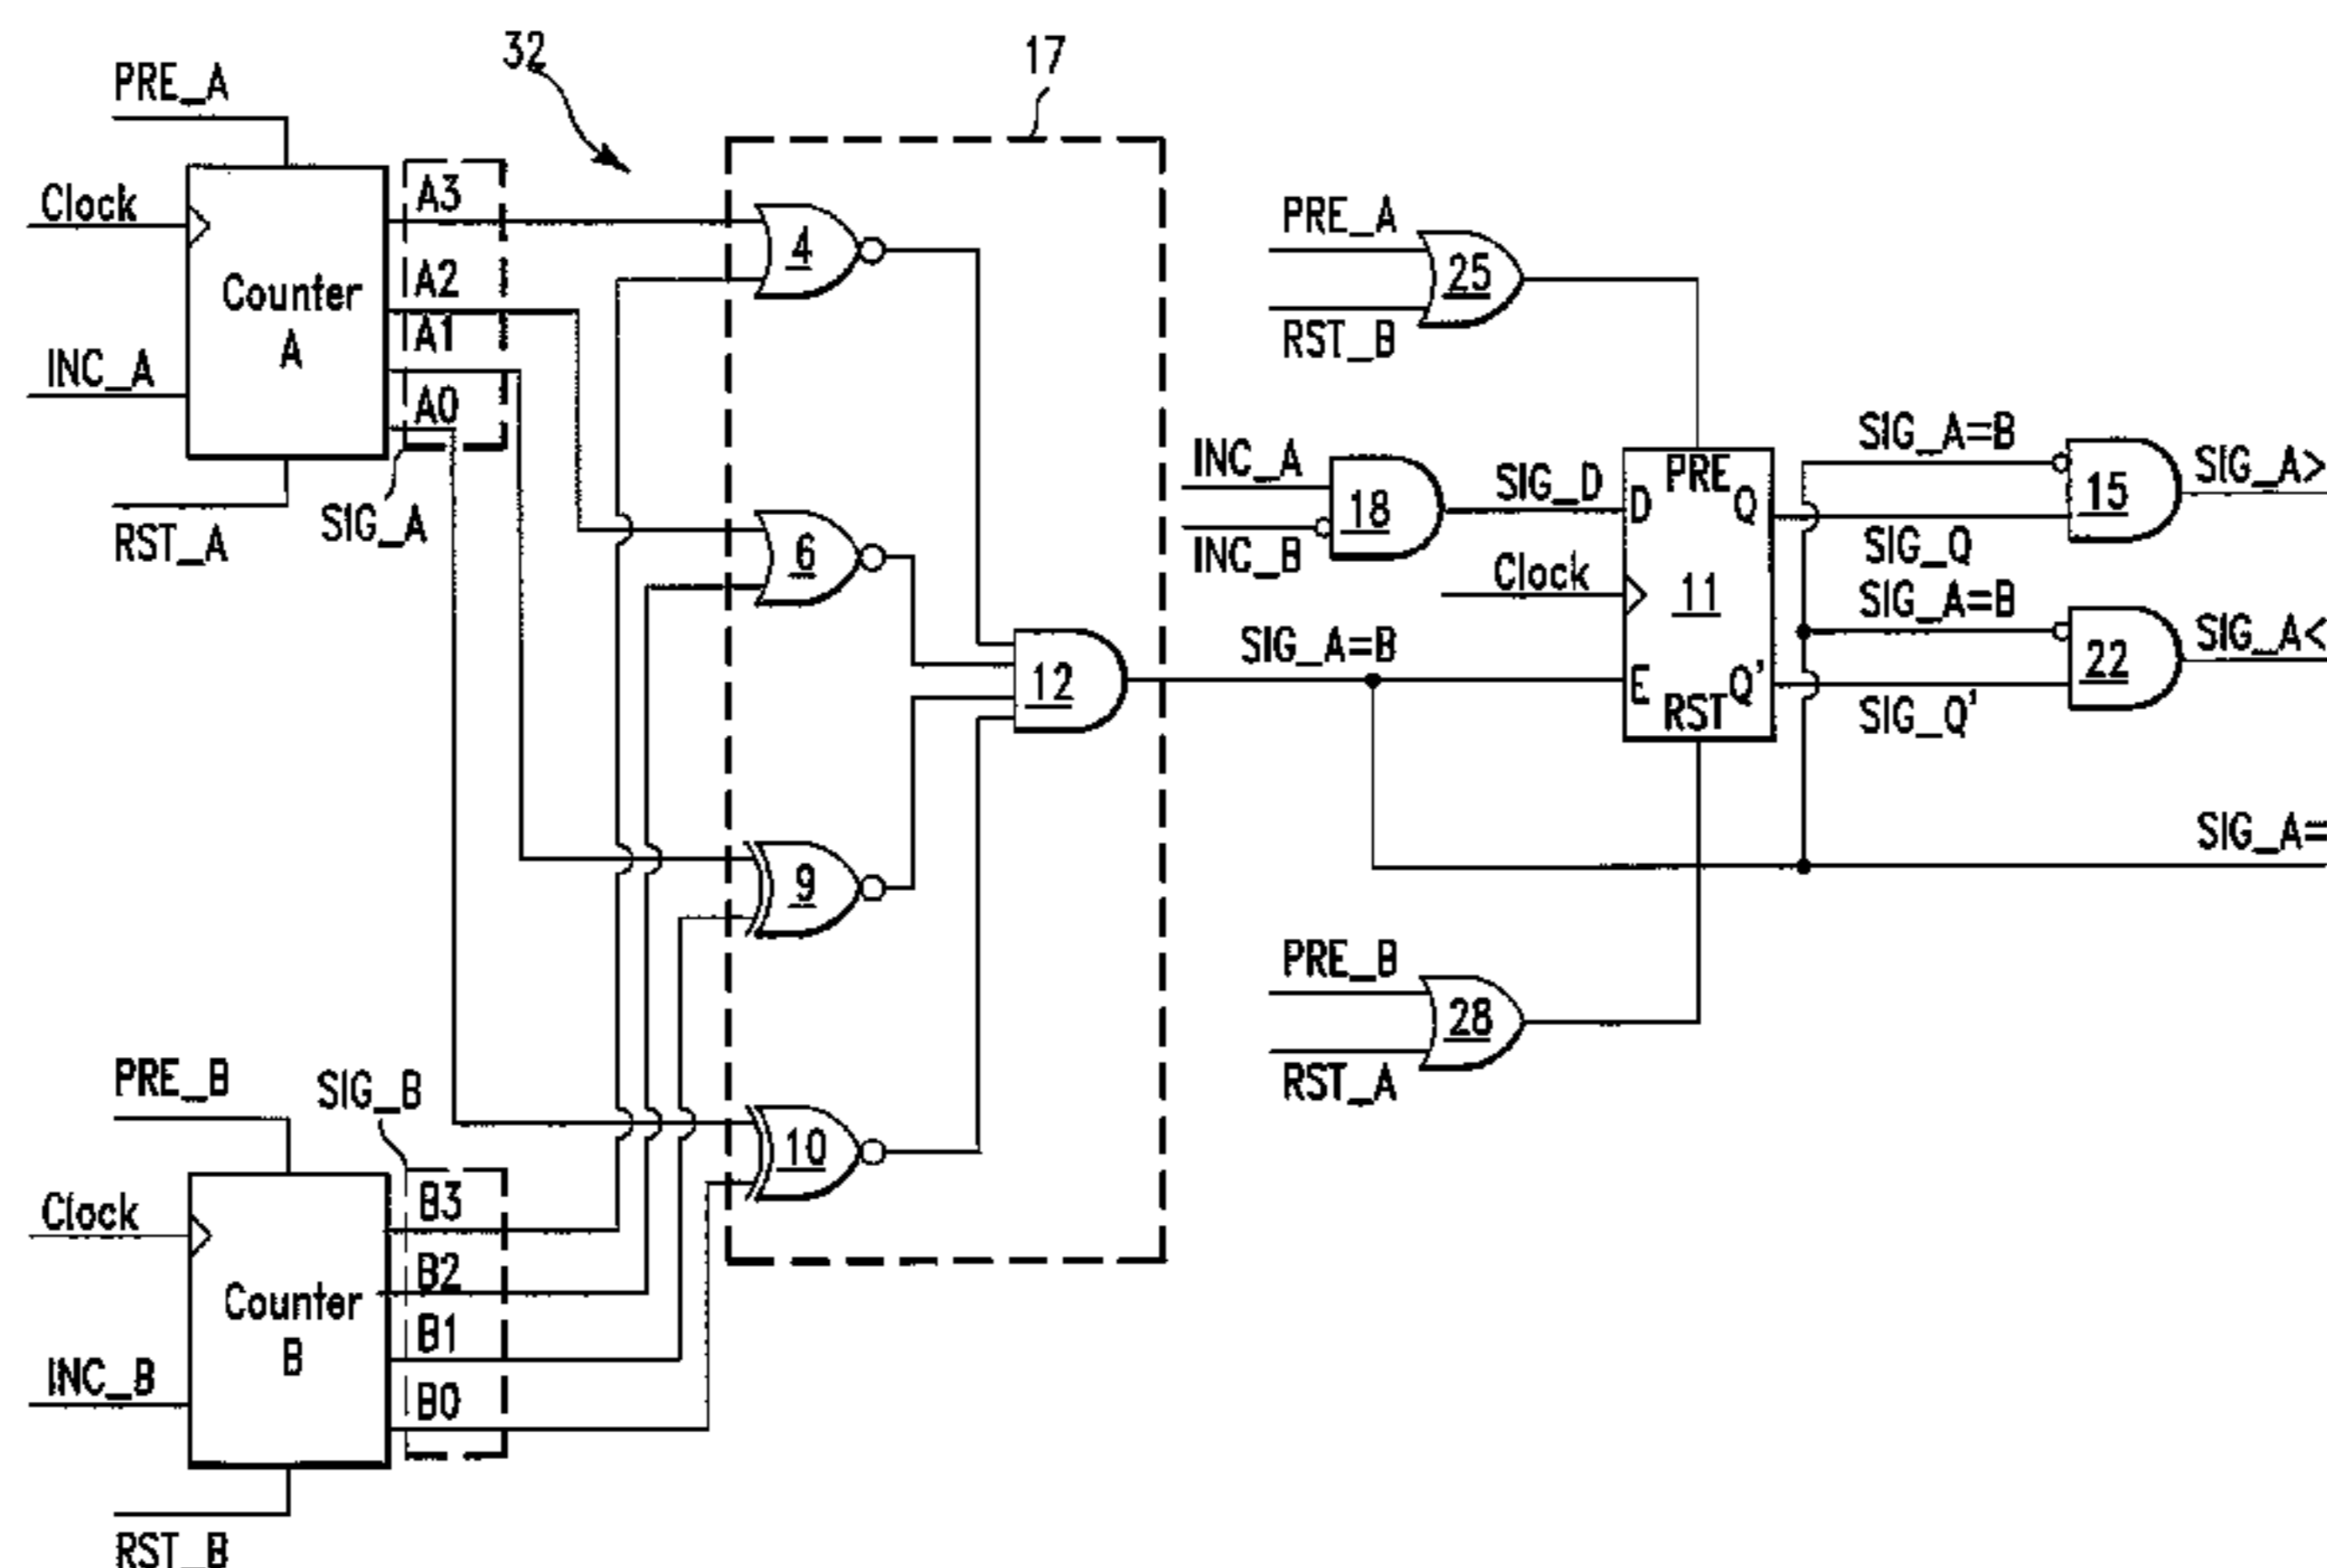 32
17
PRE_A
Clock
INC_A
RST_A
Counter
A
A3
A2
A1
A0
SIG_A
4
6
9
10
12
PRE_B
Clock
INC_B
RST_B
Counter
B
SIG_B
B3
B2
B1
B0
PRE_A
RST_B
25
INC_A
INC_B
18
SIG_D
Clock
SIG_A=B
D
PRE
Q
11
E
RST
Q'
SIG_A=B
SIG_Q
15
SIG_A>
SIG_A=B
SIG_Q'
22
SIG_A<
SIG_A=
PRE_B
RST_A
28